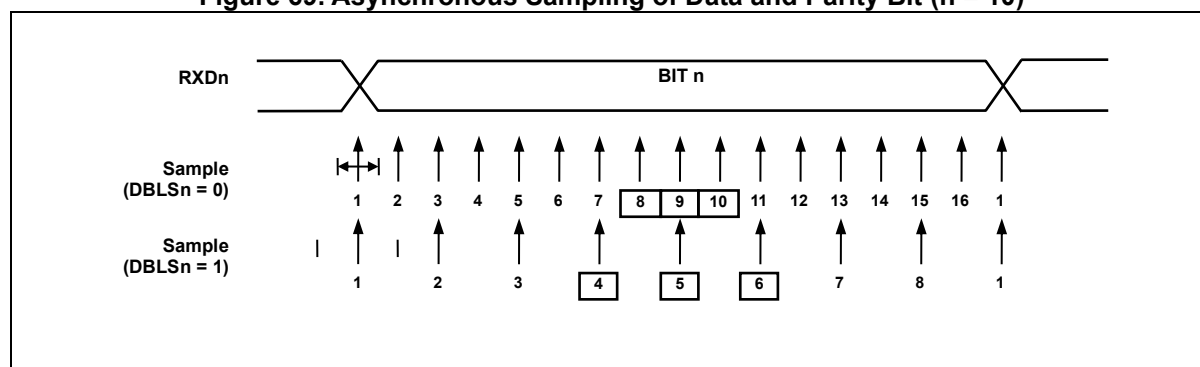 Figure 69. Asynchronous Sampling of Data and Parity Bit (n = 10)
RXDn
BIT n
Sample
(DBLSn = 0)
1 2 3 4 5 6 7 8 9 10 11 12 13 14 15 16 1
Sample
(DBLSn = 1)
1 2 3 4 5 6 7 8 1